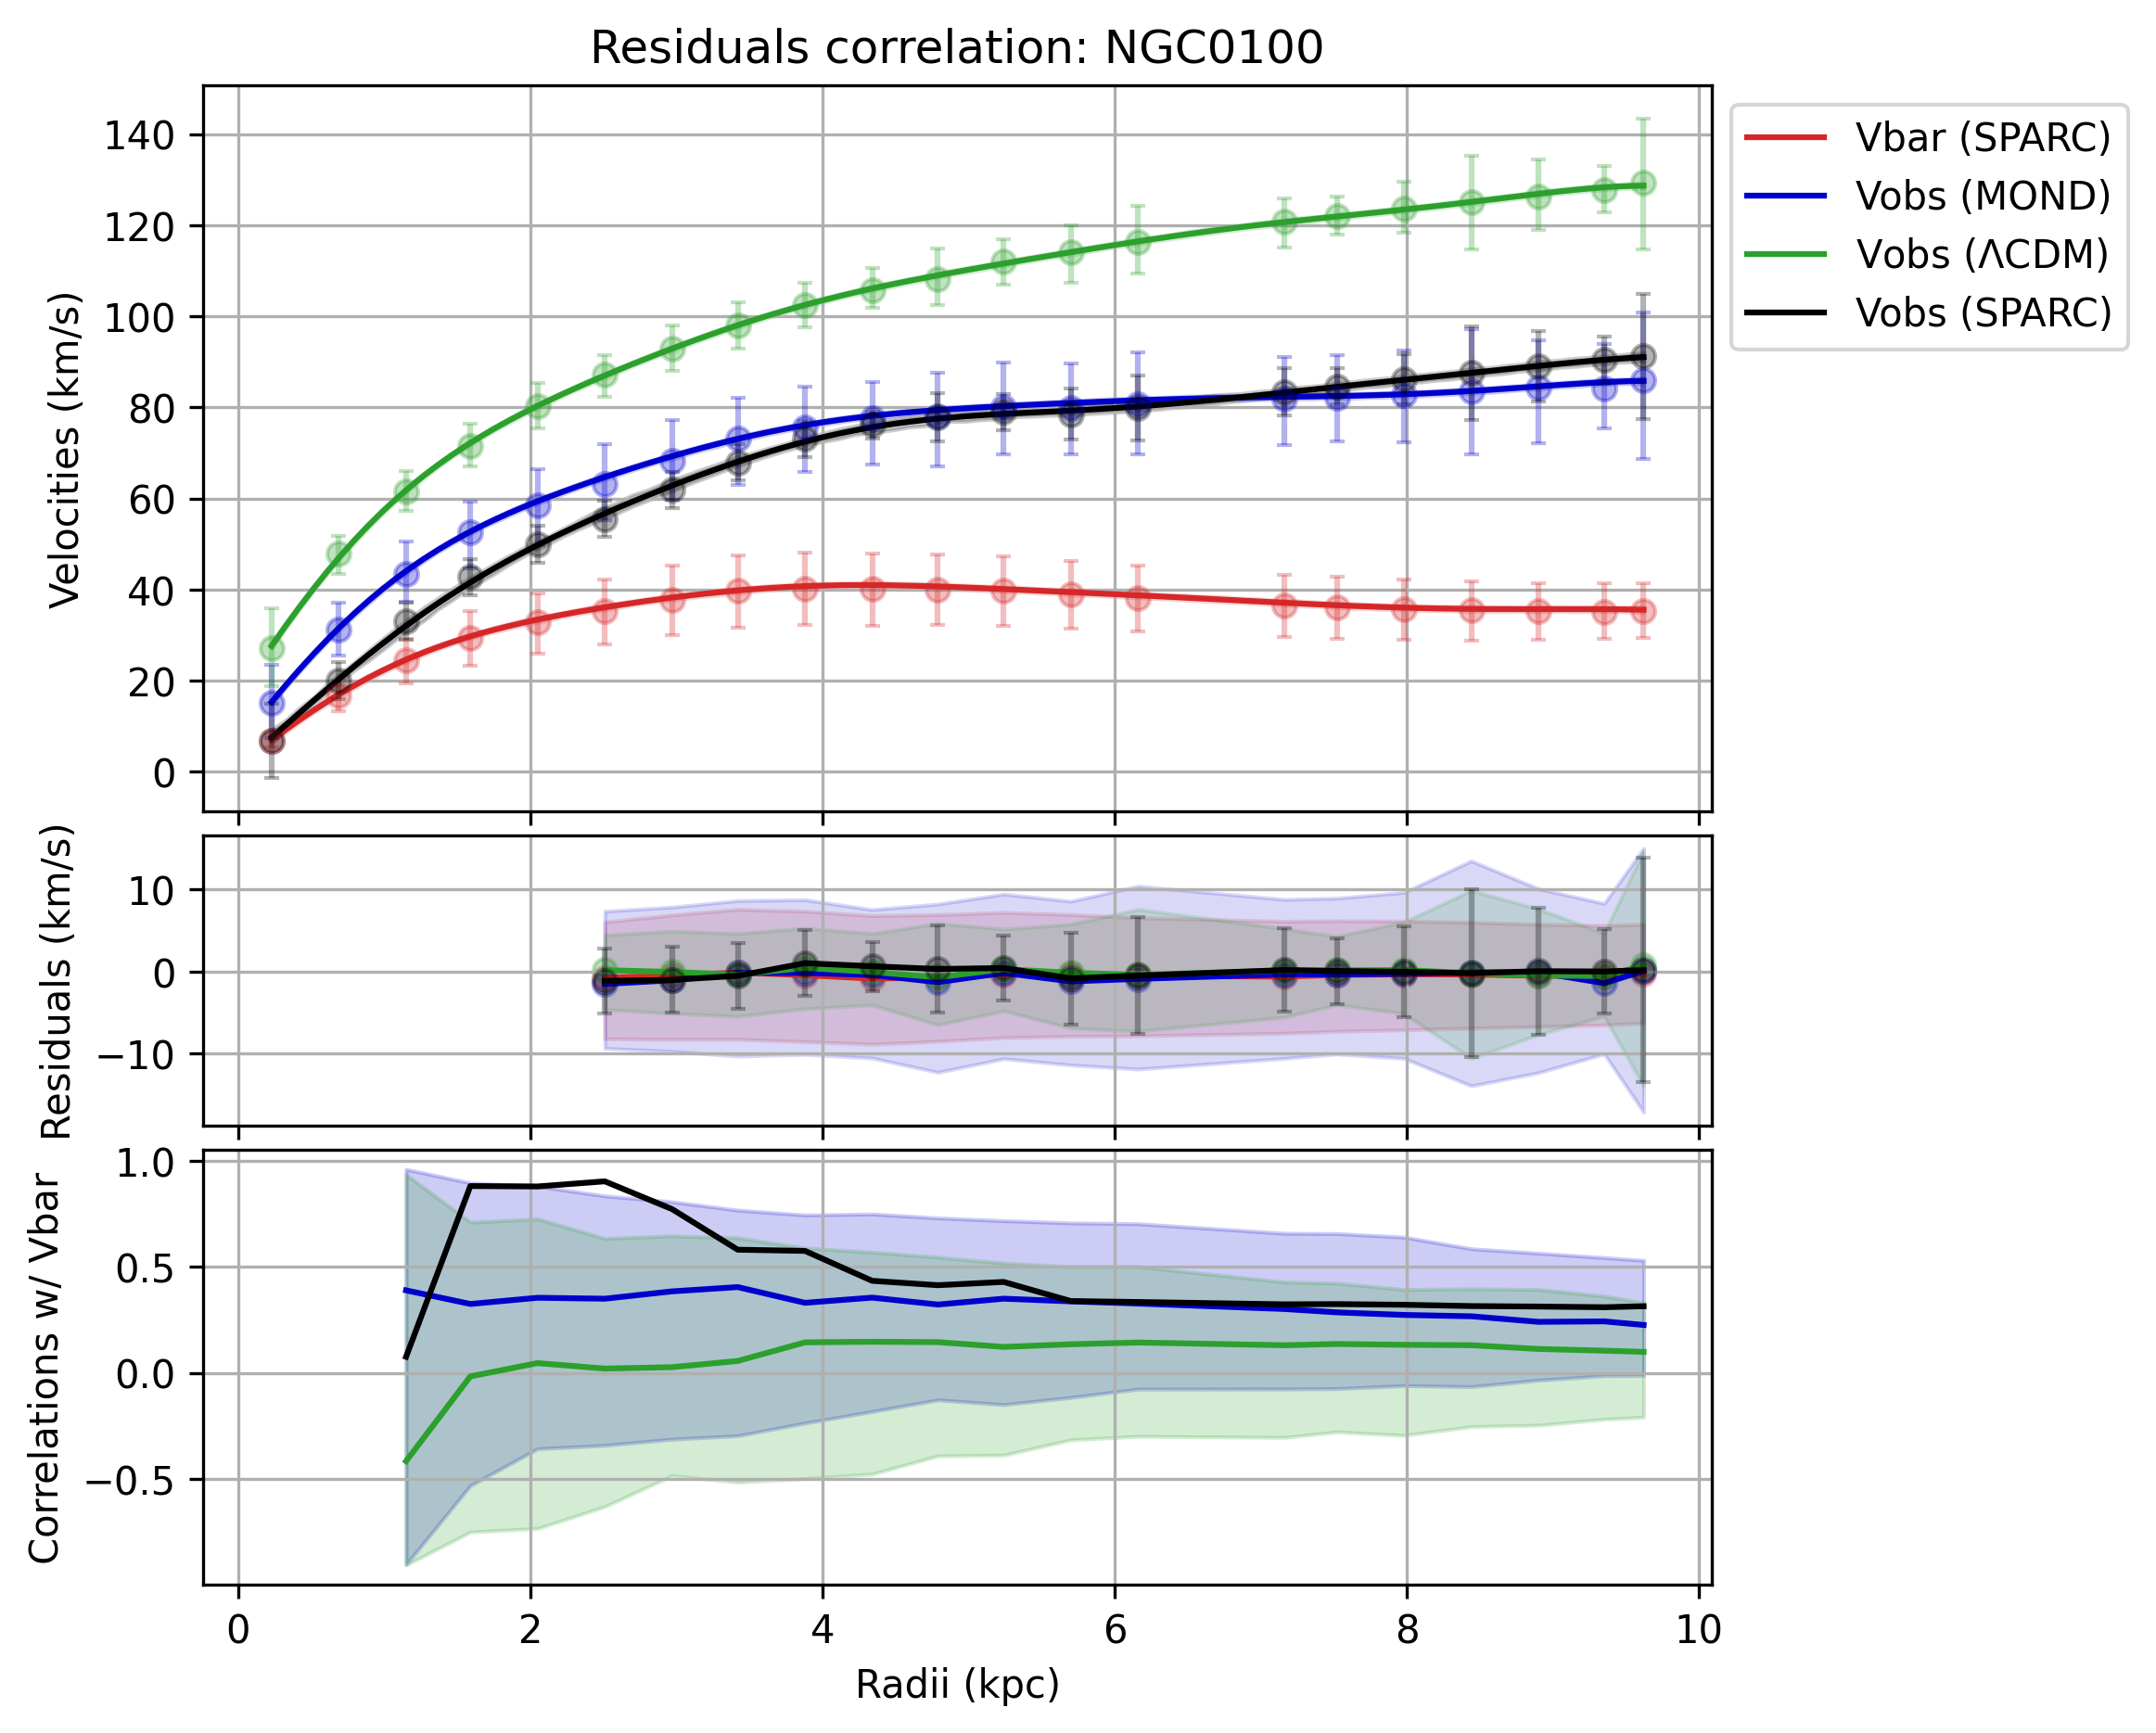 Residuals correlation: NGC0100
Velocities (km/s)
140
120
100
80
60
40
20
0
Vbar (SPARC)
Vobs (MOND)
Vobs (ΛCDM)
Vobs (SPARC)
Residuals (km/s)
10
0
−10
Correlations w/ Vbar
1.0
0.5
0.0
−0.5
0 2 4 6 8 10
Radii (kpc)